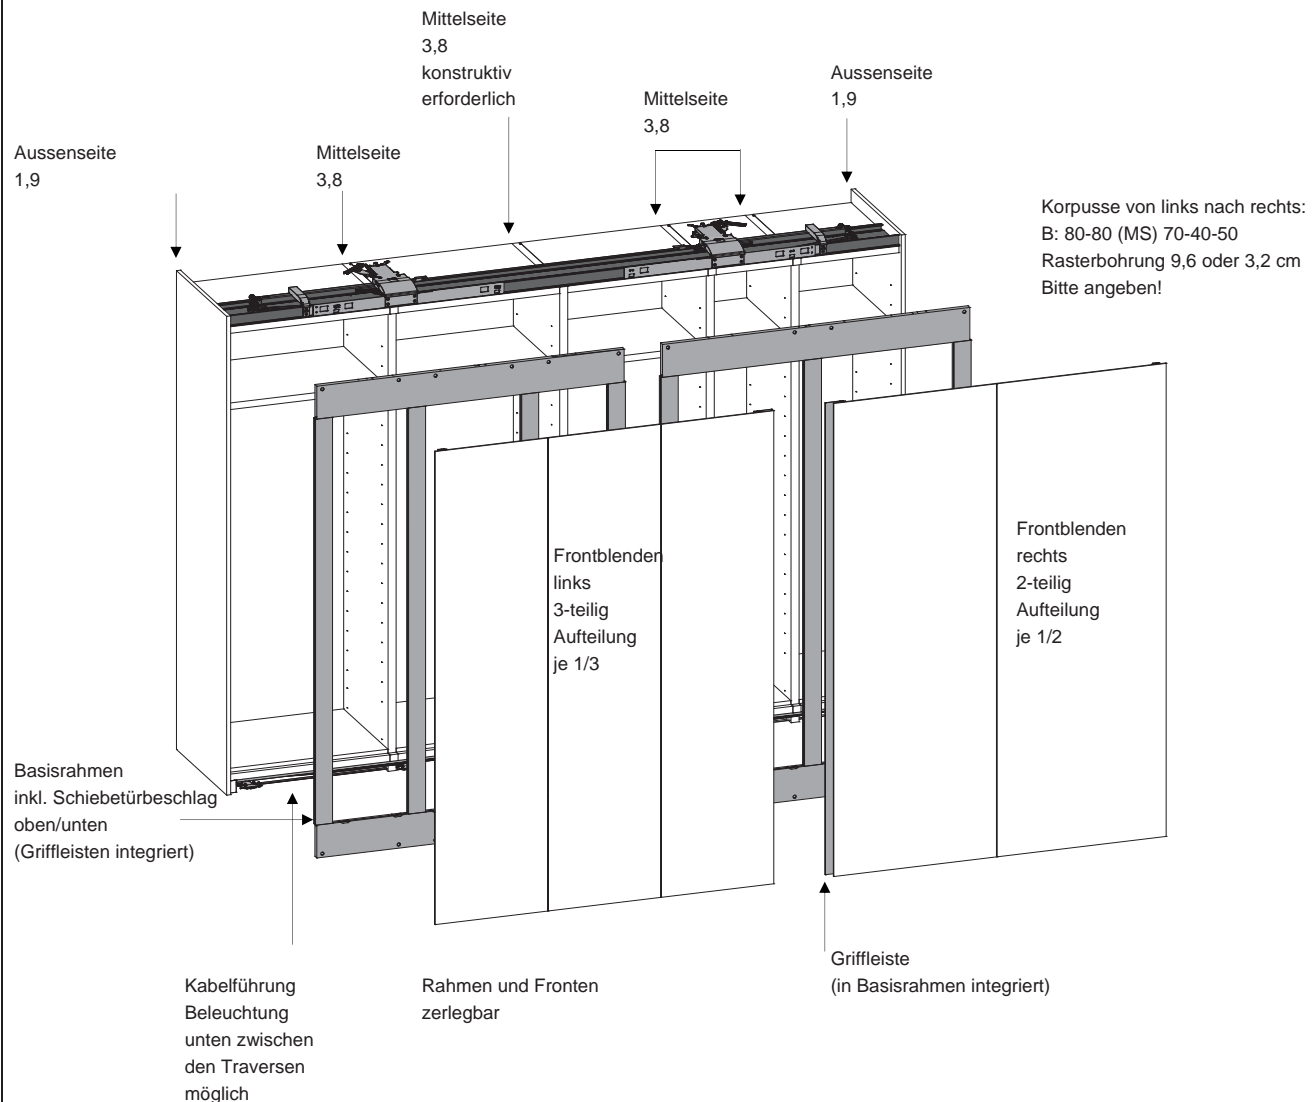 Mittelseite
3,8
konstruktiv
erforderlich
Aussenseite
1,9
Mittelseite
3,8
Aussenseite
1,9
Mittelseite
3,8
Korpusse von links nach rechts:
B: 80-80 (MS) 70-40-50
Rasterbohrung 9,6 oder 3,2 cm
Bitte angeben!
Frontblenden
links
3-teilig
Aufteilung
je 1/3
Frontblenden
rechts
2-teilig
Aufteilung
je 1/2
Basisrahmen
inkl. Schiebetürbeschlag
oben/unten
(Griffleisten integriert)
Griffleiste
(in Basisrahmen integriert)
Kabelführung
Beleuchtung
unten zwischen
den Traversen
möglich
Rahmen und Fronten
zerlegbar